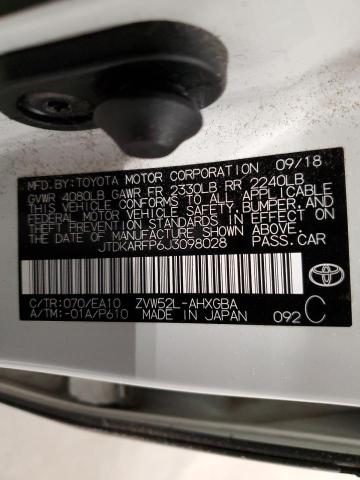 MFD.BY:TOYOTA MOTOR CORPORATION 09/18
GVWR 4080LB GAWR FR 2330LB RR 2240LB
THIS VEHICLE CONFORMS TO ALL APPLICABLE
FEDERAL MOTOR VEHICLE SAFETY,BUMPER,AND
THEFT PREVENTION STANDARDS IN EFFECT ON
THE DATE OF MANUFACTURE SHOWN ABOVE.
JTDKARFP6J3098028 PASS.CAR
C/TR:070/EA10 ZVW52L-AHXGBA
A/TM:-01A/P610 MADE IN JAPAN 092 C
TOYOTA